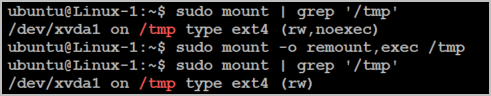 ubuntu@Linux-1:~$ sudo mount | grep '/tmp'
/dev/xvda1 on /tmp type ext4 (rw,noexec)
ubuntu@Linux-1:~$ sudo mount -o remount,exec /tmp
ubuntu@Linux-1:~$ sudo mount | grep '/tmp'
/dev/xvda1 on /tmp type ext4 (rw)